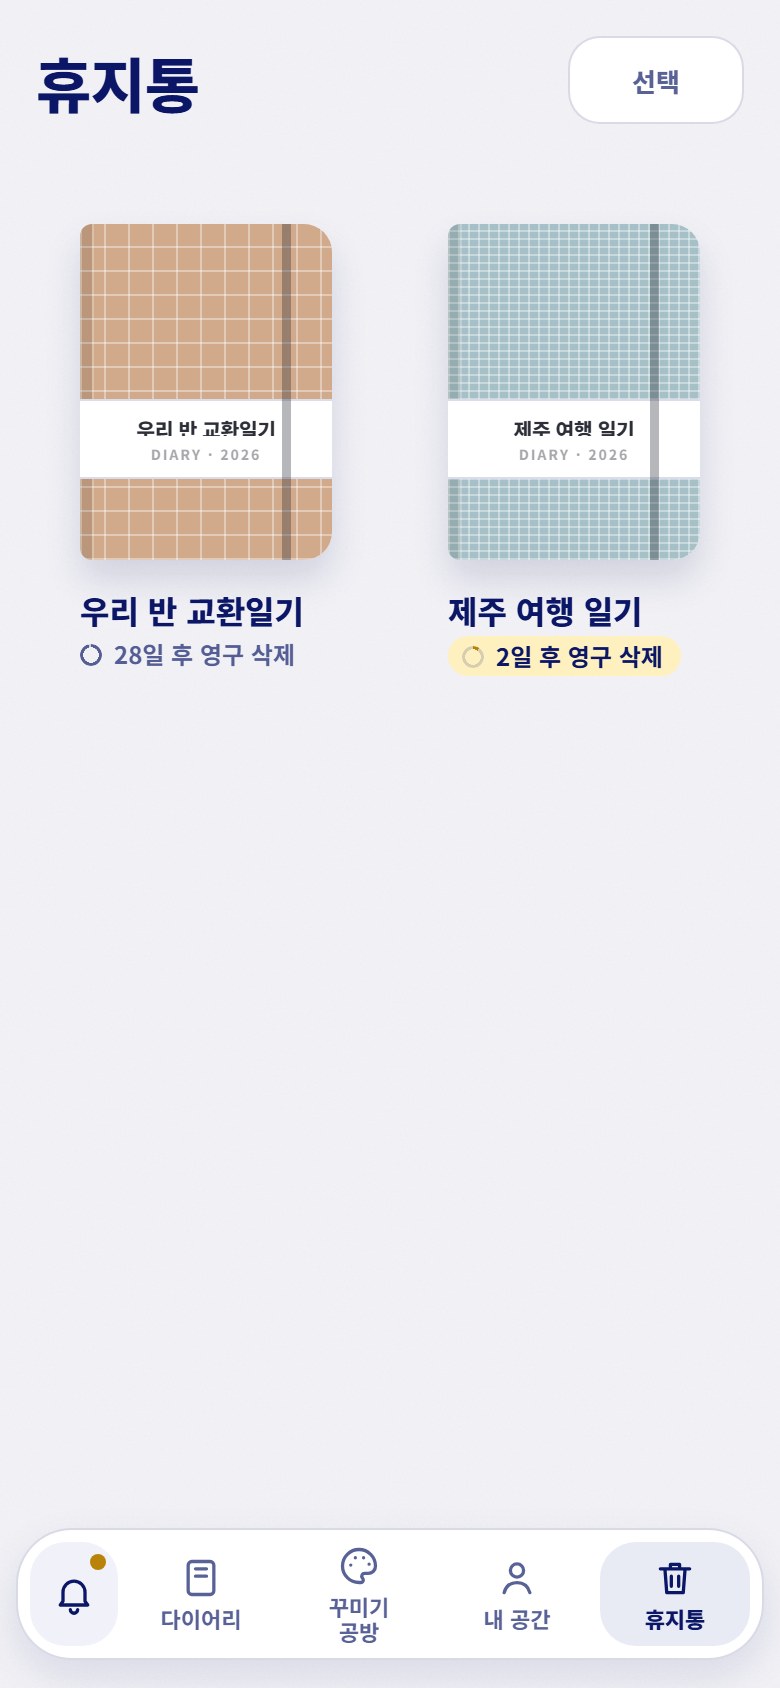 휴지통
선택
우리 반 교환일기
DIARY · 2026
제주 여행 일기
DIARY · 2026
우리 반 교환일기
28일 후 영구 삭제
제주 여행 일기
2일 후 영구 삭제
다이어리
꾸미기
공방
내 공간
휴지통